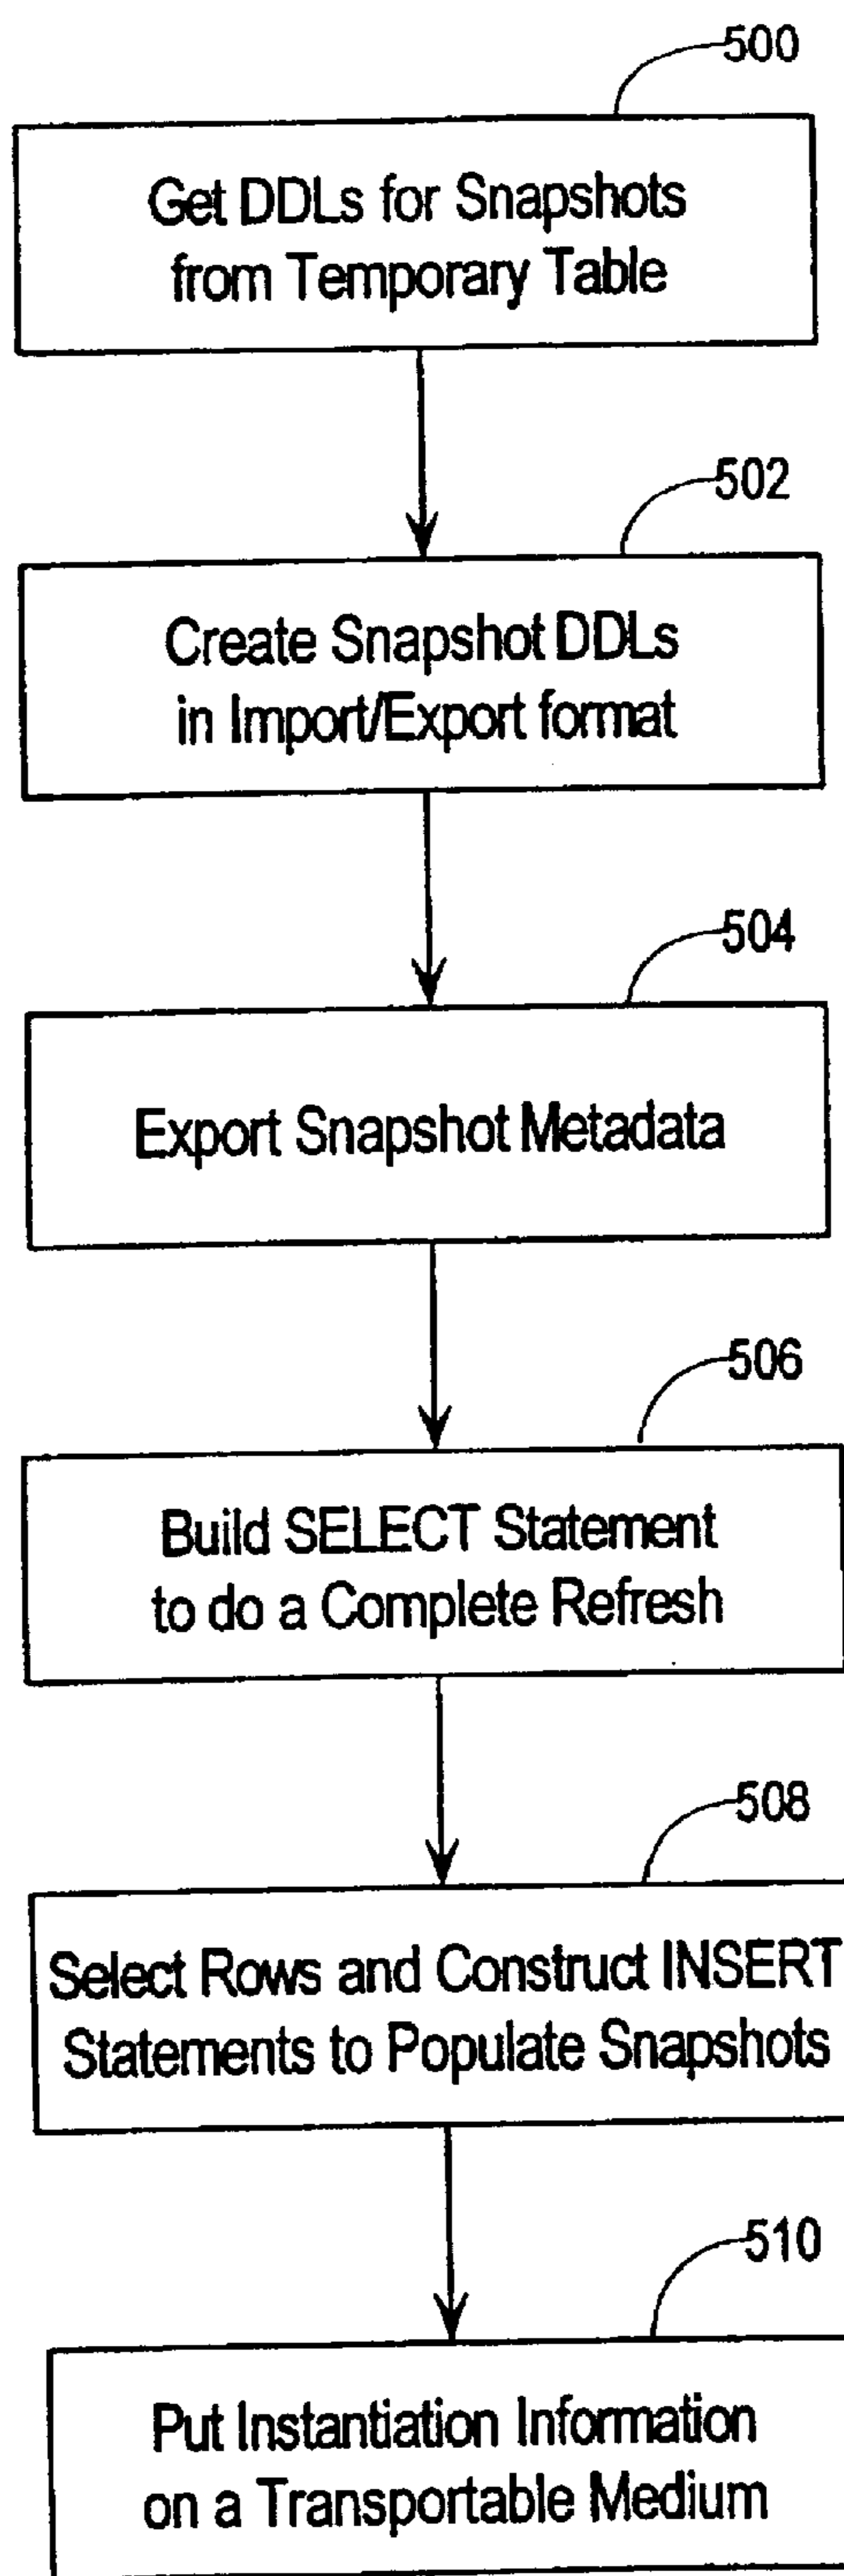 500
Get DDLs for Snapshots
from Temporary Table
502
Create Snapshot DDLs
in Import/Export format
504
Export Snapshot Metadata
506
Build SELECT Statement
to do a Complete Refresh
508
Select Rows and Construct INSERT
Statements to Populate Snapshots
510
Put Instantiation Information
on a Transportable Medium